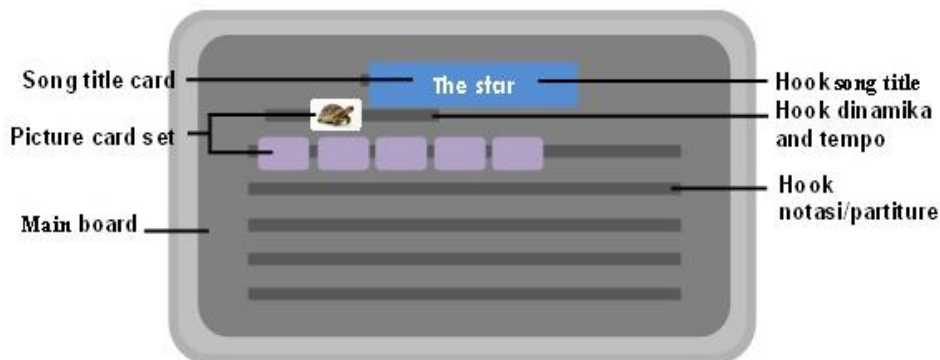 Song title card
The star
Hook song title
Picture card set
Hook dinamika
and tempo
Main board
Hook
notasi/partiture